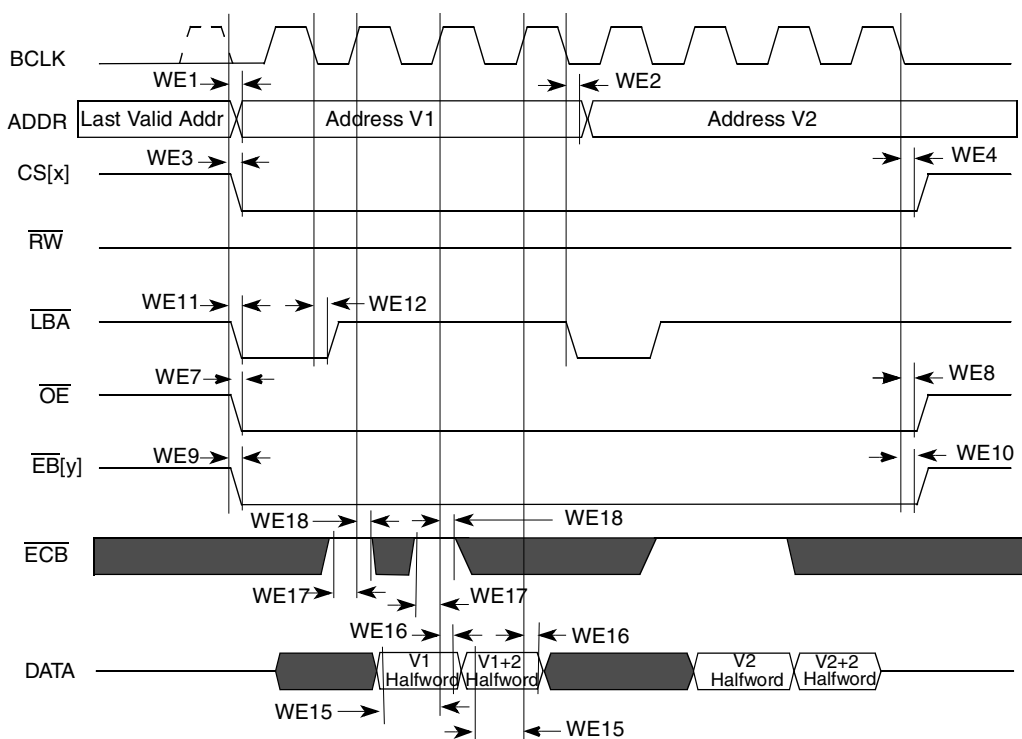 BCLK
WE1
WE2
ADDR
Last Valid Addr
Address V1
Address V2
WE3
WE4
CS[x]
RW
WE11
WE12
LBA
WE7
WE8
OE
WE9
WE10
EB[y]
WE18
WE18
ECB
WE17
WE17
WE16
WE16
DATA
V1
Halfword
V1+2
Halfword
V2
Halfword
V2+2
Halfword
WE15
WE15